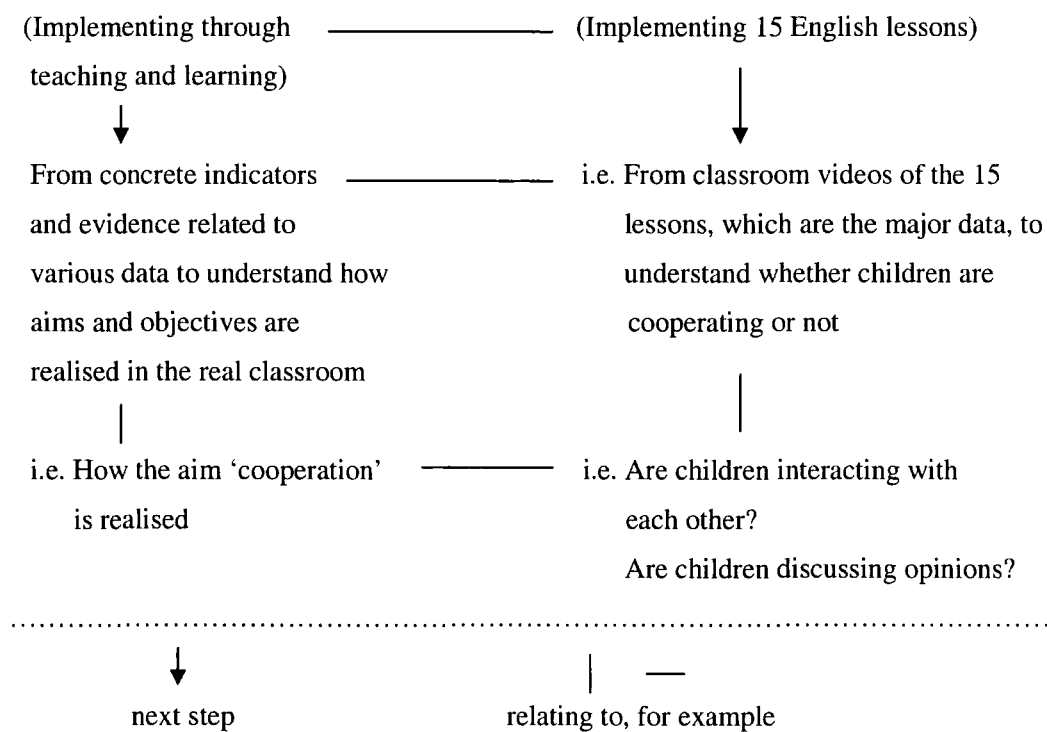 (Implementing through
teaching and learning)
(Implementing 15 English lessons)
From concrete indicators
and evidence related to
various data to understand how
aims and objectives are
realised in the real classroom
i.e. From classroom videos of the 15
lessons, which are the major data, to
understand whether children are
cooperating or not
i.e. How the aim ‘cooperation’
is realised
i.e. Are children interacting with
each other?
Are children discussing opinions?
next step
relating to, for example